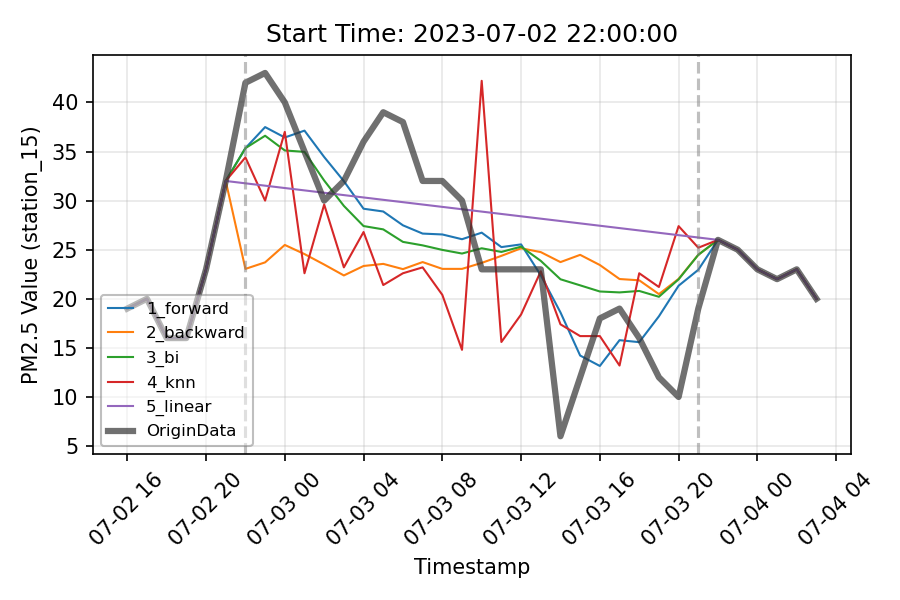 Start Time: 2023-07-02 22:00:00
PM2.5 Value (station_15)
40
35
30
25
20
15
10
5
1_forward
2_backward
3_bi
4_knn
5_linear
OriginData
07-02 16
07-02 20
07-03 00
07-03 04
07-03 08
07-03 12
07-03 16
07-03 20
07-04 00
07-04 04
Timestamp